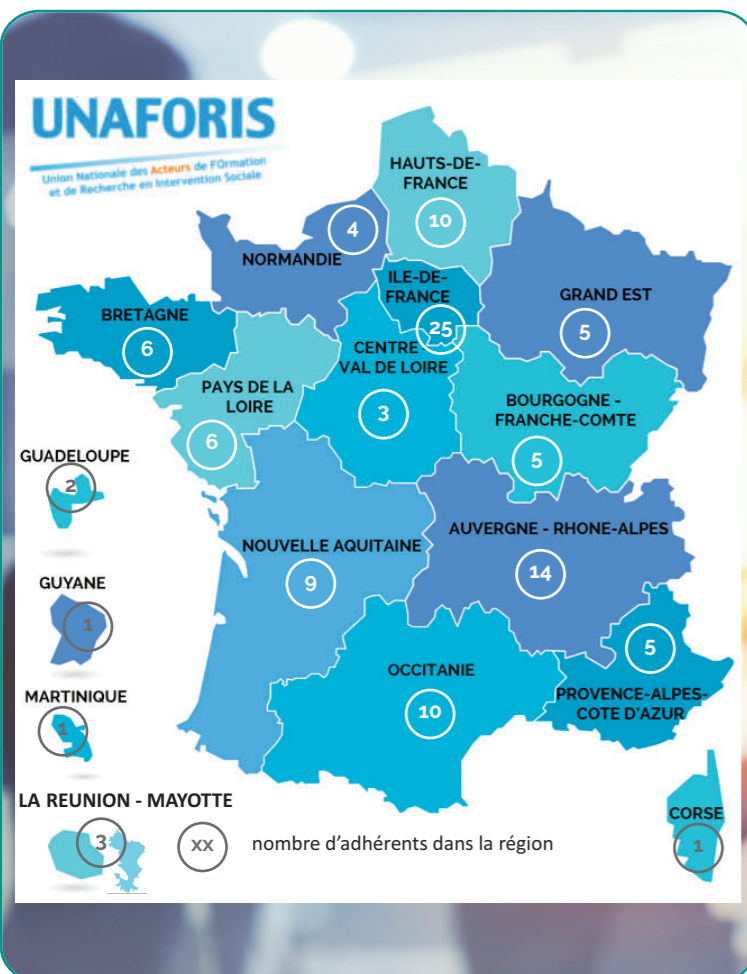 UNAFORIS
Union Nationale des Acteurs de FOrmation
et de Recherche en Intervention Sociale
HAUTS-DE-
FRANCE
10
4
NORMANDIE
ILE-DE-
FRANCE
25
GRAND EST
5
BRETAGNE
6
CENTRE
VAL DE LOIRE
3
PAYS DE LA
LOIRE
6
BOURGOGNE -
FRANCHE-COMTE
5
GUADELOUPE
2
NOUVELLE AQUITAINE
9
AUVERGNE - RHONE-ALPES
14
GUYANE
1
5
PROVENCE-ALPES-
COTE D'AZUR
OCCITANIE
10
MARTINIQUE
1
LA REUNION - MAYOTTE
3
xx
nombre d’adhérents dans la région
CORSE
1